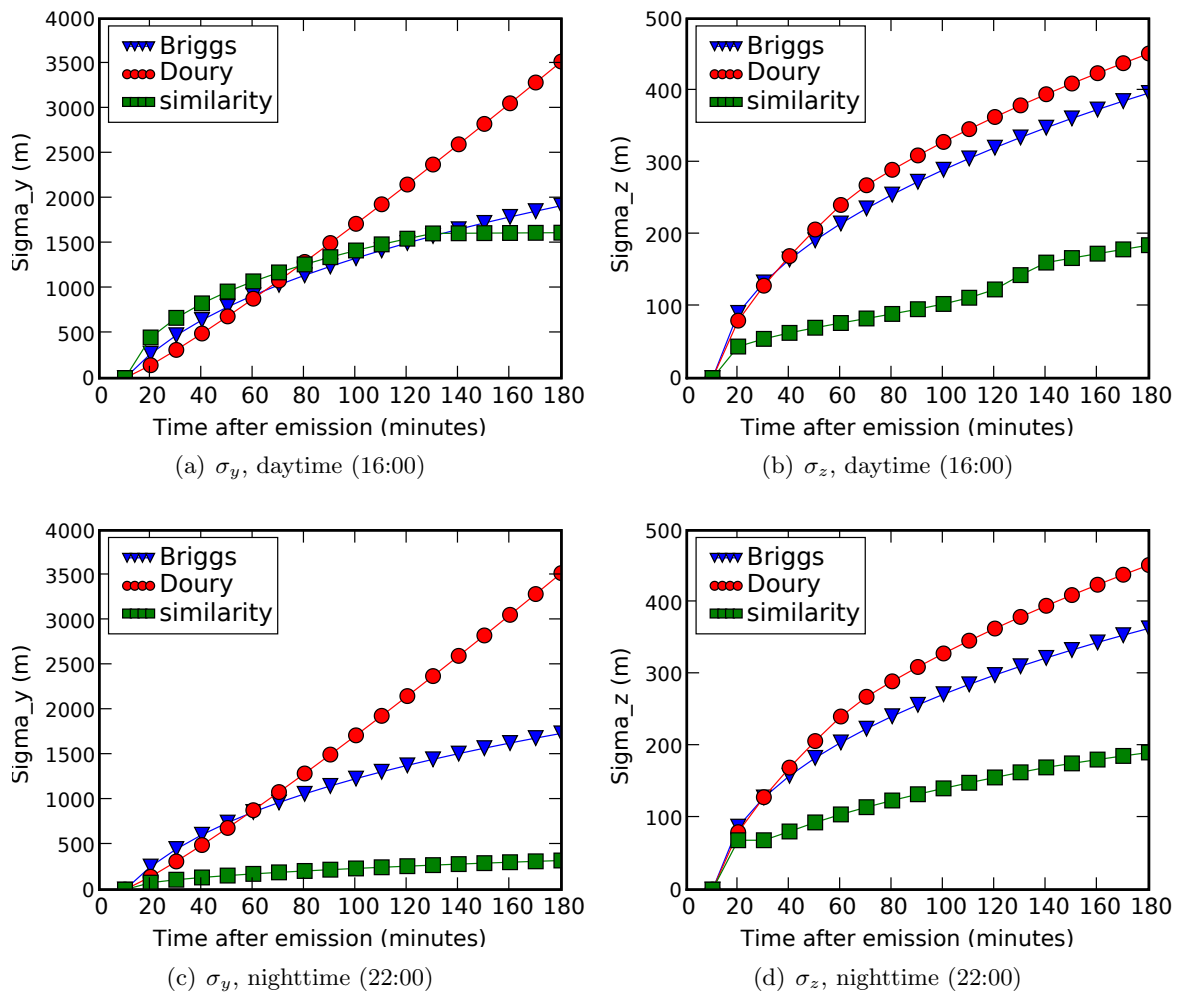 4000
3500
3000
2500
2000
1500
1000
500
0
Sigma_y (m)
Briggs
Doury
similarity
0 20 40 60 80 100 120 140 160 180
Time after emission (minutes)
(a) σy, daytime (16:00)
500
400
300
200
100
0
Sigma_z (m)
Briggs
Doury
similarity
0 20 40 60 80 100 120 140 160 180
Time after emission (minutes)
(b) σz, daytime (16:00)
4000
3500
3000
2500
2000
1500
1000
500
0
Sigma_y (m)
Briggs
Doury
similarity
0 20 40 60 80 100 120 140 160 180
Time after emission (minutes)
(c) σy, nighttime (22:00)
500
400
300
200
100
0
Sigma_z (m)
Briggs
Doury
similarity
0 20 40 60 80 100 120 140 160 180
Time after emission (minutes)
(d) σz, nighttime (22:00)